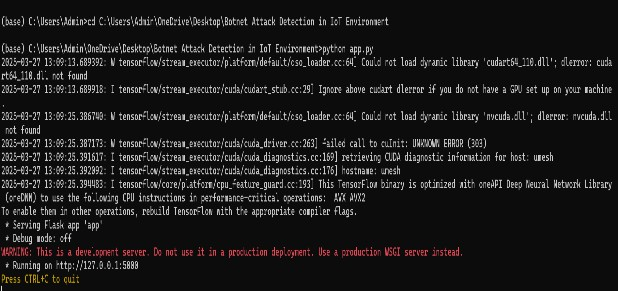 (base) C:\Users\Admin>cd C:\Users\Admin\OneDrive\Desktop\Botnet Attack Detection in IoT Environment
(base) C:\Users\Admin\OneDrive\Desktop\Botnet Attack Detection in IoT Environment>python app.py
2025-03-27 13:09:13.689392: W tensorflow/stream_executor/platform/default/dso_loader.cc:64] Could not load dynamic library 'cudart64_110.dll'; dlerror: cuda
rt64_110.dll not found
2025-03-27 13:09:13.689918: I tensorflow/stream_executor/cuda/cudart_stub.cc:29] Ignore above cudart dlerror if you do not have a GPU set up on your machine
.
2025-03-27 13:09:25.386740: W tensorflow/stream_executor/platform/default/dso_loader.cc:64] Could not load dynamic library 'nvcuda.dll'; dlerror: nvcuda.dll
 not found
2025-03-27 13:09:25.387173: W tensorflow/stream_executor/cuda/cuda_driver.cc:263] failed call to cuInit: UNKNOWN ERROR (303)
2025-03-27 13:09:25.391617: I tensorflow/stream_executor/cuda/cuda_diagnostics.cc:169] retrieving CUDA diagnostic information for host: umesh
2025-03-27 13:09:25.392092: I tensorflow/stream_executor/cuda/cuda_diagnostics.cc:176] hostname: umesh
2025-03-27 13:09:25.394483: I tensorflow/core/platform/cpu_feature_guard.cc:193] This TensorFlow binary is optimized with oneAPI Deep Neural Network Library
 (oneDNN) to use the following CPU instructions in performance-critical operations:  AVX AVX2
To enable them in other operations, rebuild TensorFlow with the appropriate compiler flags.
 * Serving Flask app 'app'
 * Debug mode: off
WARNING: This is a development server. Do not use it in a production deployment. Use a production WSGI server instead.
 * Running on http://127.0.0.1:5000
Press CTRL+C to quit